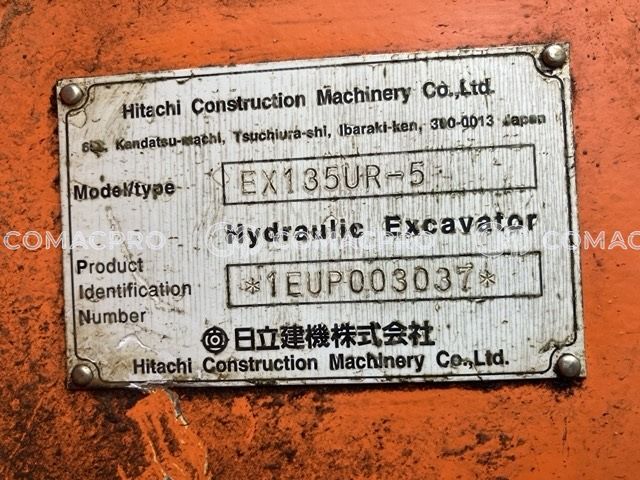 Hitachi Construction Machinery Co.,Ltd.
Kandatsu-machi, Tsuchiura-shi, Ibaraki-ken, 300-0013 Japan
Model/type EX135UR-5
Hydraulic Excavator
COMACPRO COMACPRO
Product Identification Number *1EUP003037*
日立建機株式会社
Hitachi Construction Machinery Co.,Ltd.